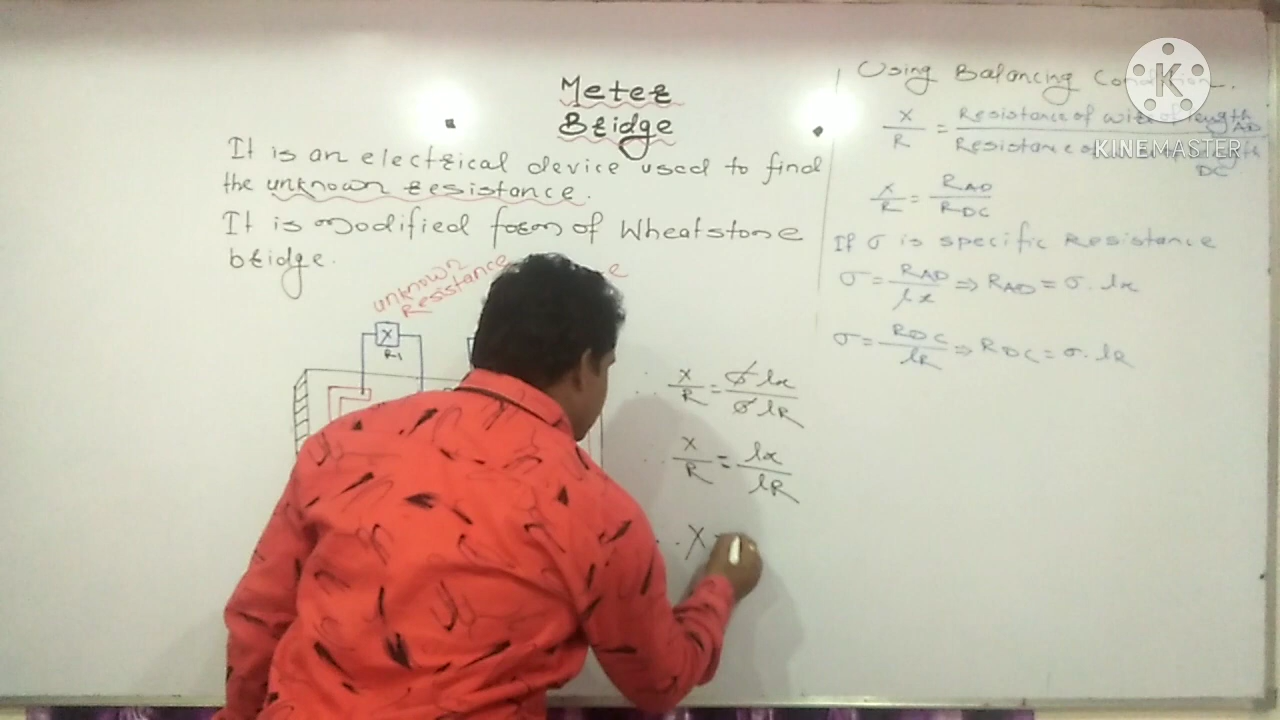 Meter
Bridge
It is an electrical device used to find
the unknown resistance.
It is modified form of Wheatstone
bridge.
unknown
Resistance
X
R1
∴ X/R = σ lx / σ lR
∴ X/R = lx / lR
∴ X =
Using Balancing Condition.
X/R = Resistance of wire of length AD / Resistance of length DC
X/R = RAD / RDC
If σ is specific Resistance
σ = RAD / lx ⇒ RAD = σ. lx
σ = RDC / lR ⇒ RDC = σ. lR
K
KINEMASTER